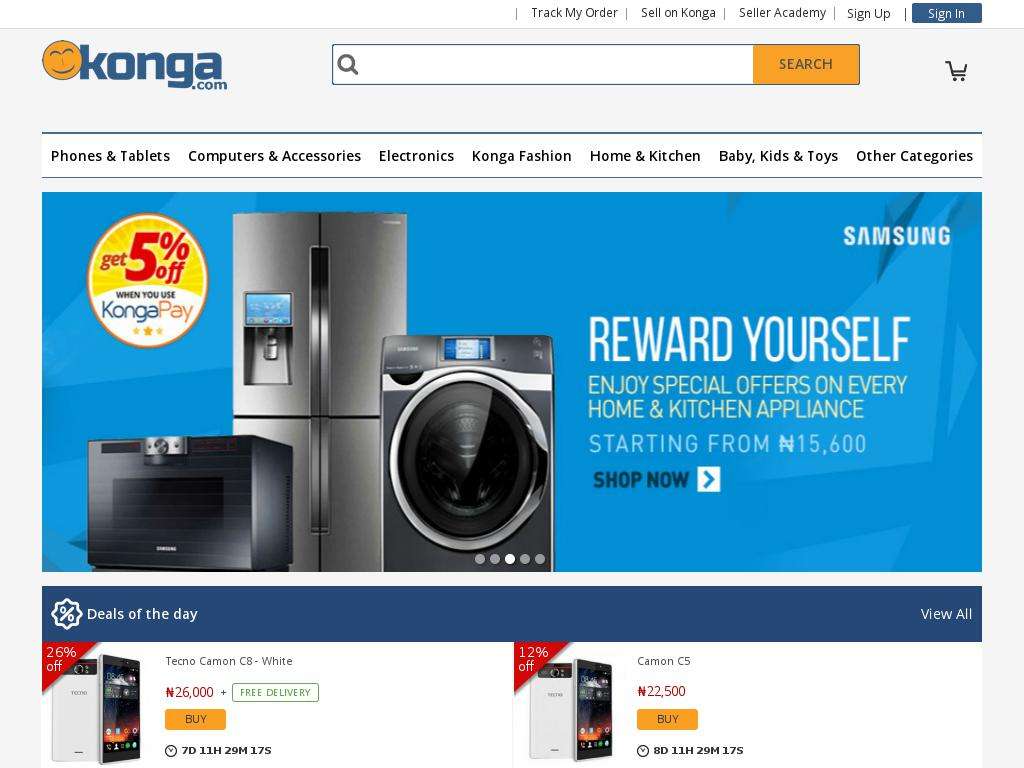 Track My Order
Sell on Konga
Seller Academy
Sign Up
Sign In
konga
.com
SEARCH
Phones & Tablets
Computers & Accessories
Electronics
Konga Fashion
Home & Kitchen
Baby, Kids & Toys
Other Categories
get 5% off
WHEN YOU USE
KongaPay
SAMSUNG
REWARD YOURSELF
ENJOY SPECIAL OFFERS ON EVERY
HOME & KITCHEN APPLIANCE
STARTING FROM ₦15,600
SHOP NOW
SAMSUNG
SAMSUNG
Deals of the day
View All
26%
off
Tecno Camon C8 - White
₦26,000 + FREE DELIVERY
BUY
7D 11H 29M 17S
TECNO
12%
off
Camon C5
₦22,500
BUY
8D 11H 29M 17S
TECNO